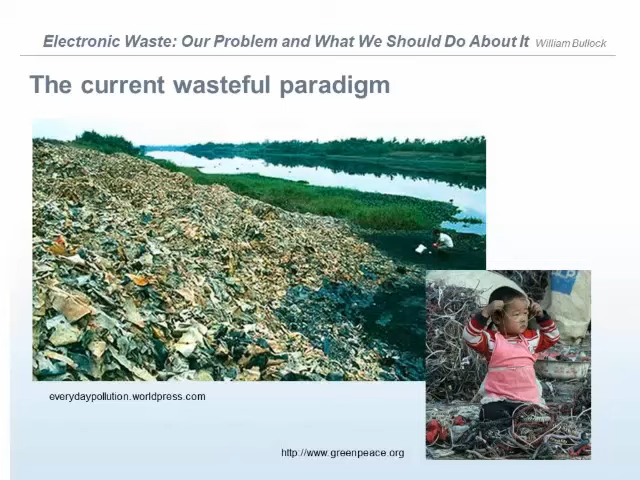 Electronic Waste: Our Problem and What We Should Do About It William Bullock
The current wasteful paradigm
everydaypollution.worldpress.com
http://www.greenpeace.org